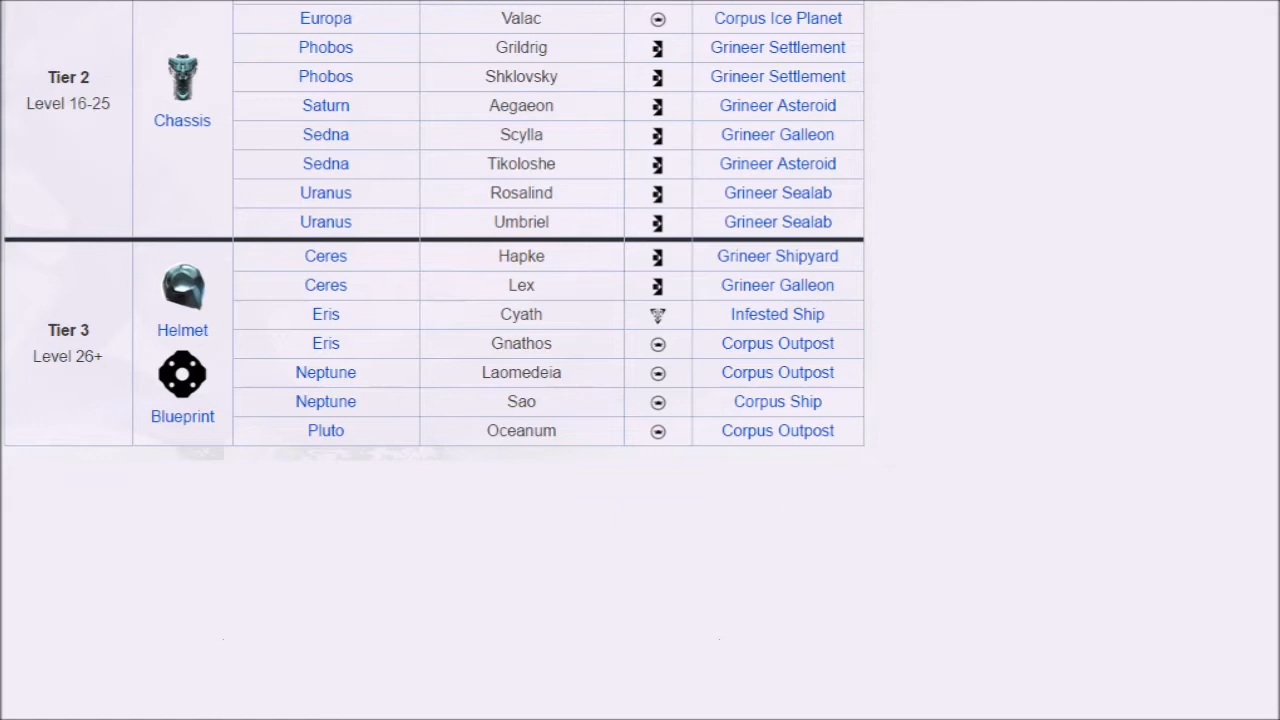 Europa Valac Corpus Ice Planet
Phobos Grildrig Grineer Settlement
Tier 2
Level 16-25
Chassis
Phobos Shklovsky Grineer Settlement
Saturn Aegaeon Grineer Asteroid
Sedna Scylla Grineer Galleon
Sedna Tikoloshe Grineer Asteroid
Uranus Rosalind Grineer Sealab
Uranus Umbriel Grineer Sealab
Ceres Hapke Grineer Shipyard
Ceres Lex Grineer Galleon
Eris Cyath Infested Ship
Tier 3
Level 26+
Helmet
Blueprint
Eris Gnathos Corpus Outpost
Neptune Laomedeia Corpus Outpost
Neptune Sao Corpus Ship
Pluto Oceanum Corpus Outpost